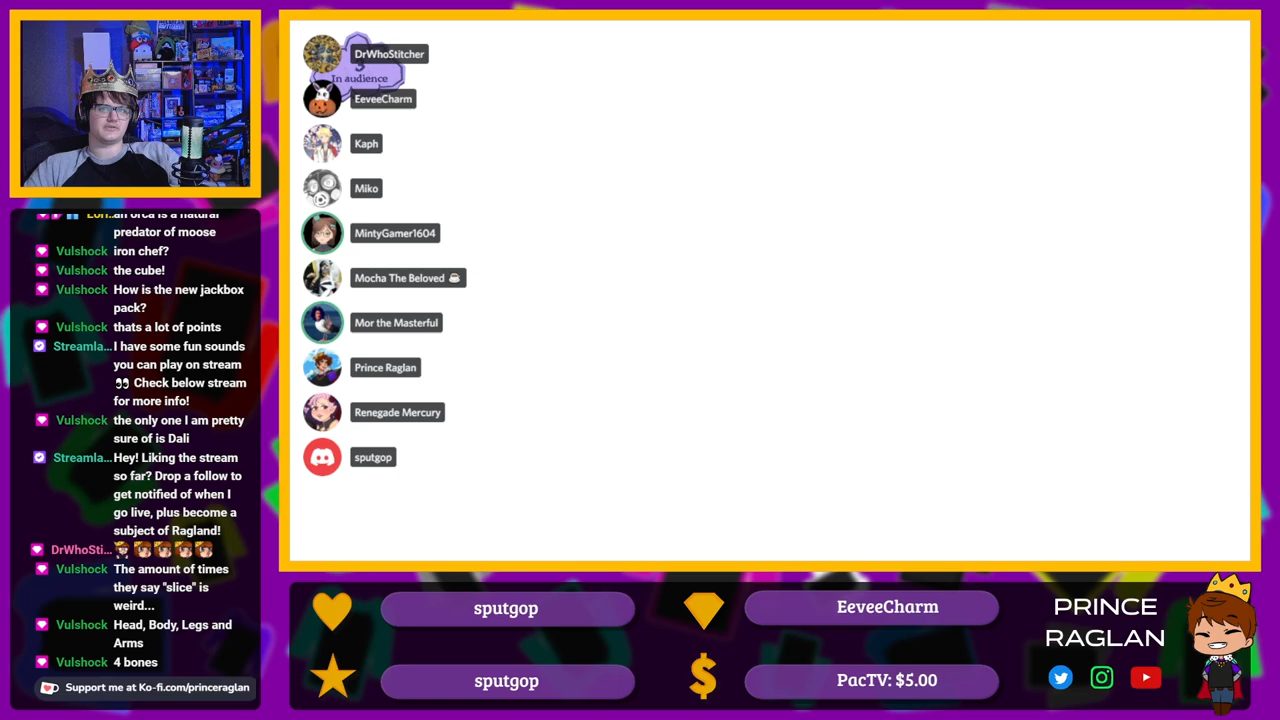 DrWhoStitcher
3
In audience
EeveeCharm
Kaph
Miko
MintyGamer1604
Mocha The Beloved ☕
Mor the Masterful
Prince Raglan
Renegade Mercury
sputgop
an orca is a natural
predator of moose
Vulshock iron chef?
Vulshock the cube!
Vulshock How is the new jackbox
pack?
Vulshock thats a lot of points
Streamla... I have some fun sounds
you can play on stream
👀 Check below stream
for more info!
Vulshock the only one I am pretty
sure of is Dali
Streamla... Hey! Liking the stream
so far? Drop a follow to
get notified of when I
go live, plus become a
subject of Ragland!
DrWhoSti...
Vulshock The amount of times
they say "slice" is
weird...
Vulshock Head, Body, Legs and
Arms
Vulshock 4 bones
Support me at Ko-fi.com/princeraglan
sputgop
EeveeCharm
sputgop
PacTV: $5.00
PRINCE
RAGLAN